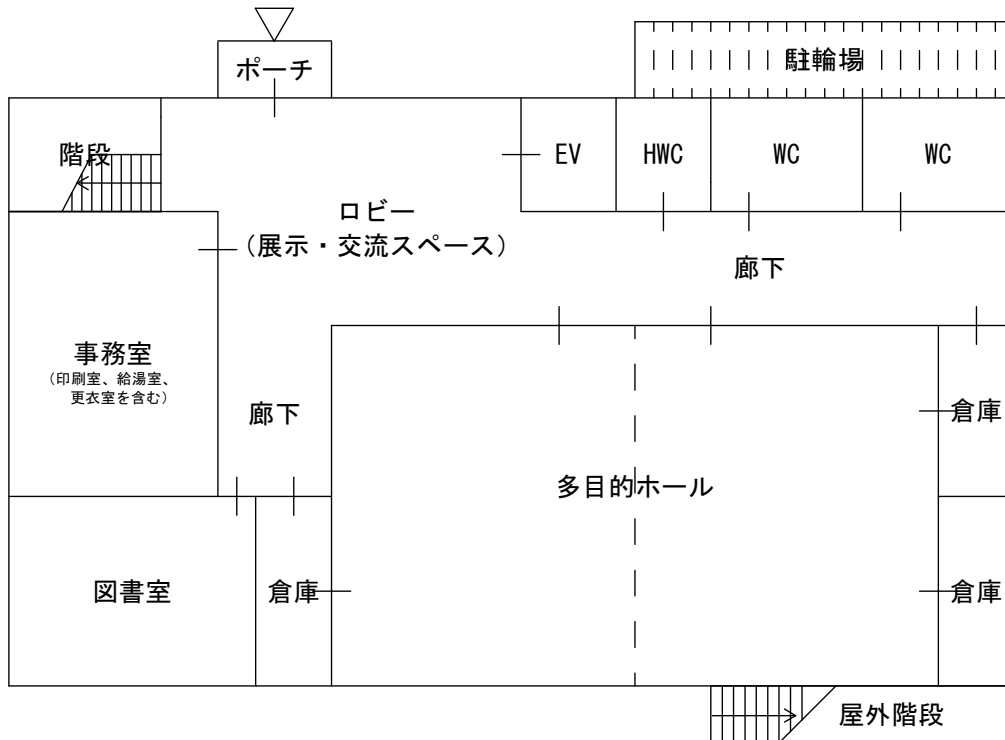 ポーチ
駐輪場
階段
EV
HWC
WC
WC
ロビー
(展示・交流スペース)
廊下
事務室
(印刷室、給湯室、
更衣室を含む)
廊下
倉庫
多目的ホール
図書室
倉庫
倉庫
屋外階段